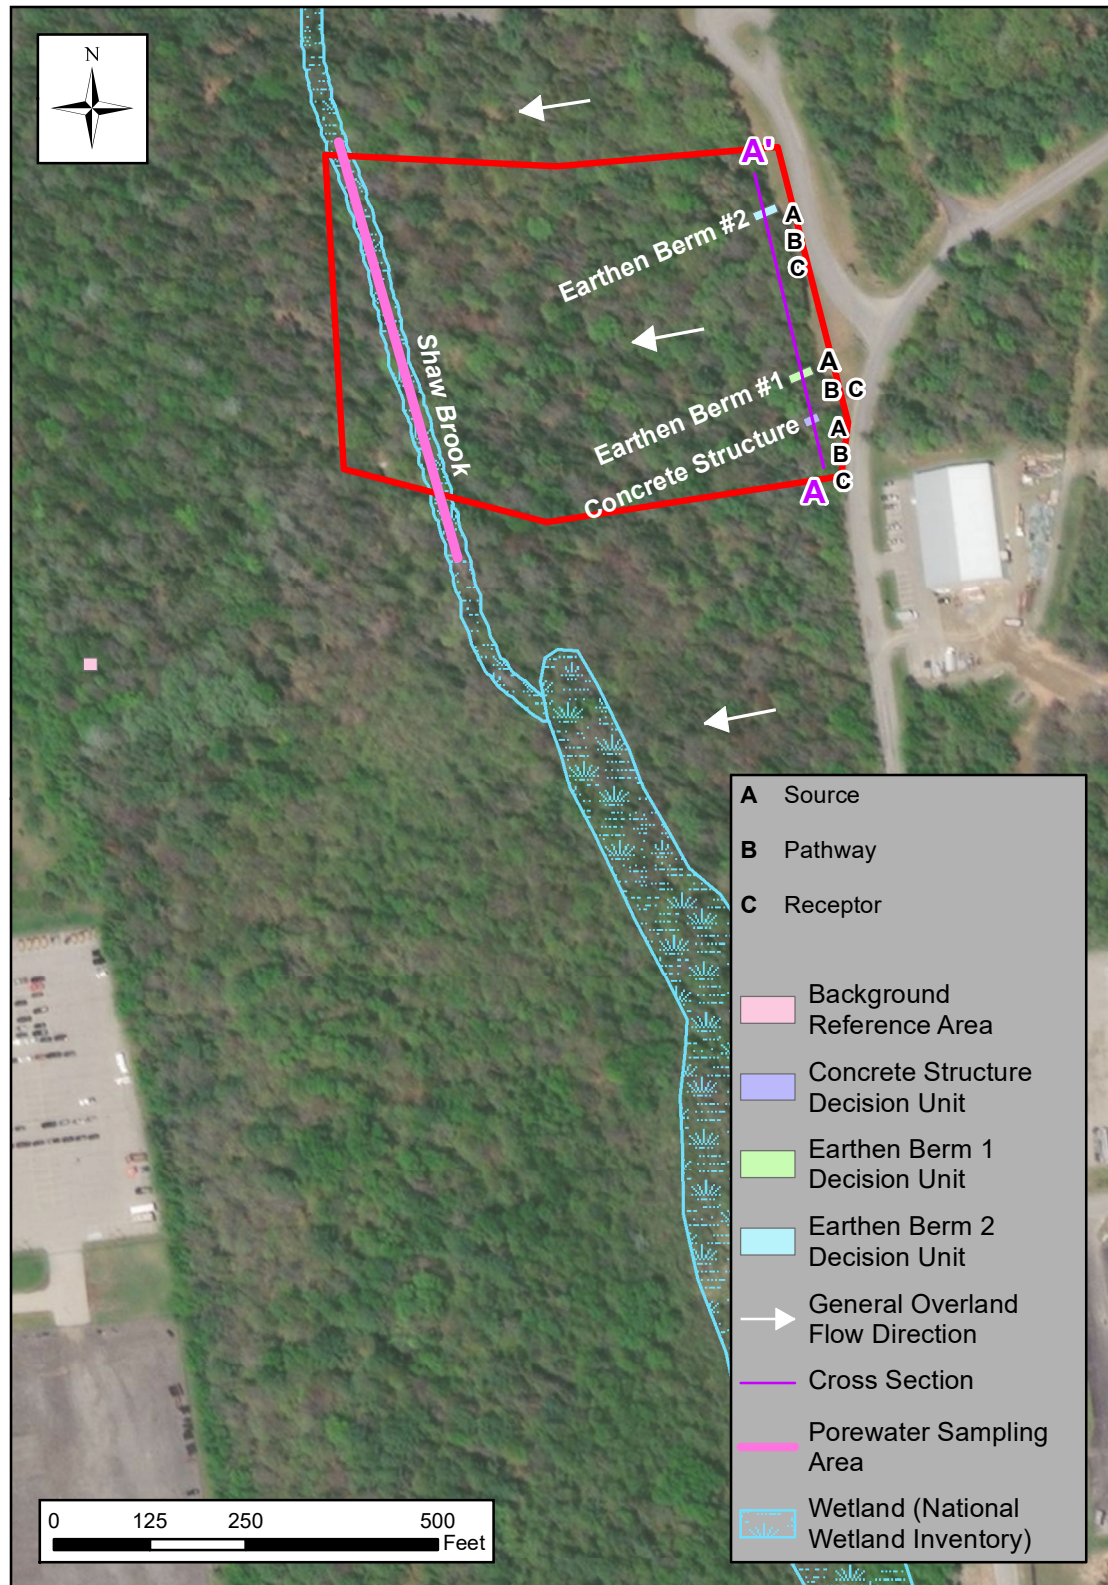 N
A'
Earthen Berm #2
A
B
C
Shaw Brook
Earthen Berm #1
A
B C
Concrete Structure
A
B
C
A
A Source
B Pathway
C Receptor
Background
Reference Area
Concrete Structure
Decision Unit
Earthen Berm 1
Decision Unit
Earthen Berm 2
Decision Unit
General Overland
Flow Direction
Cross Section
Porewater Sampling
Area
Wetland (National
Wetland Inventory)
0 125 250 500
Feet